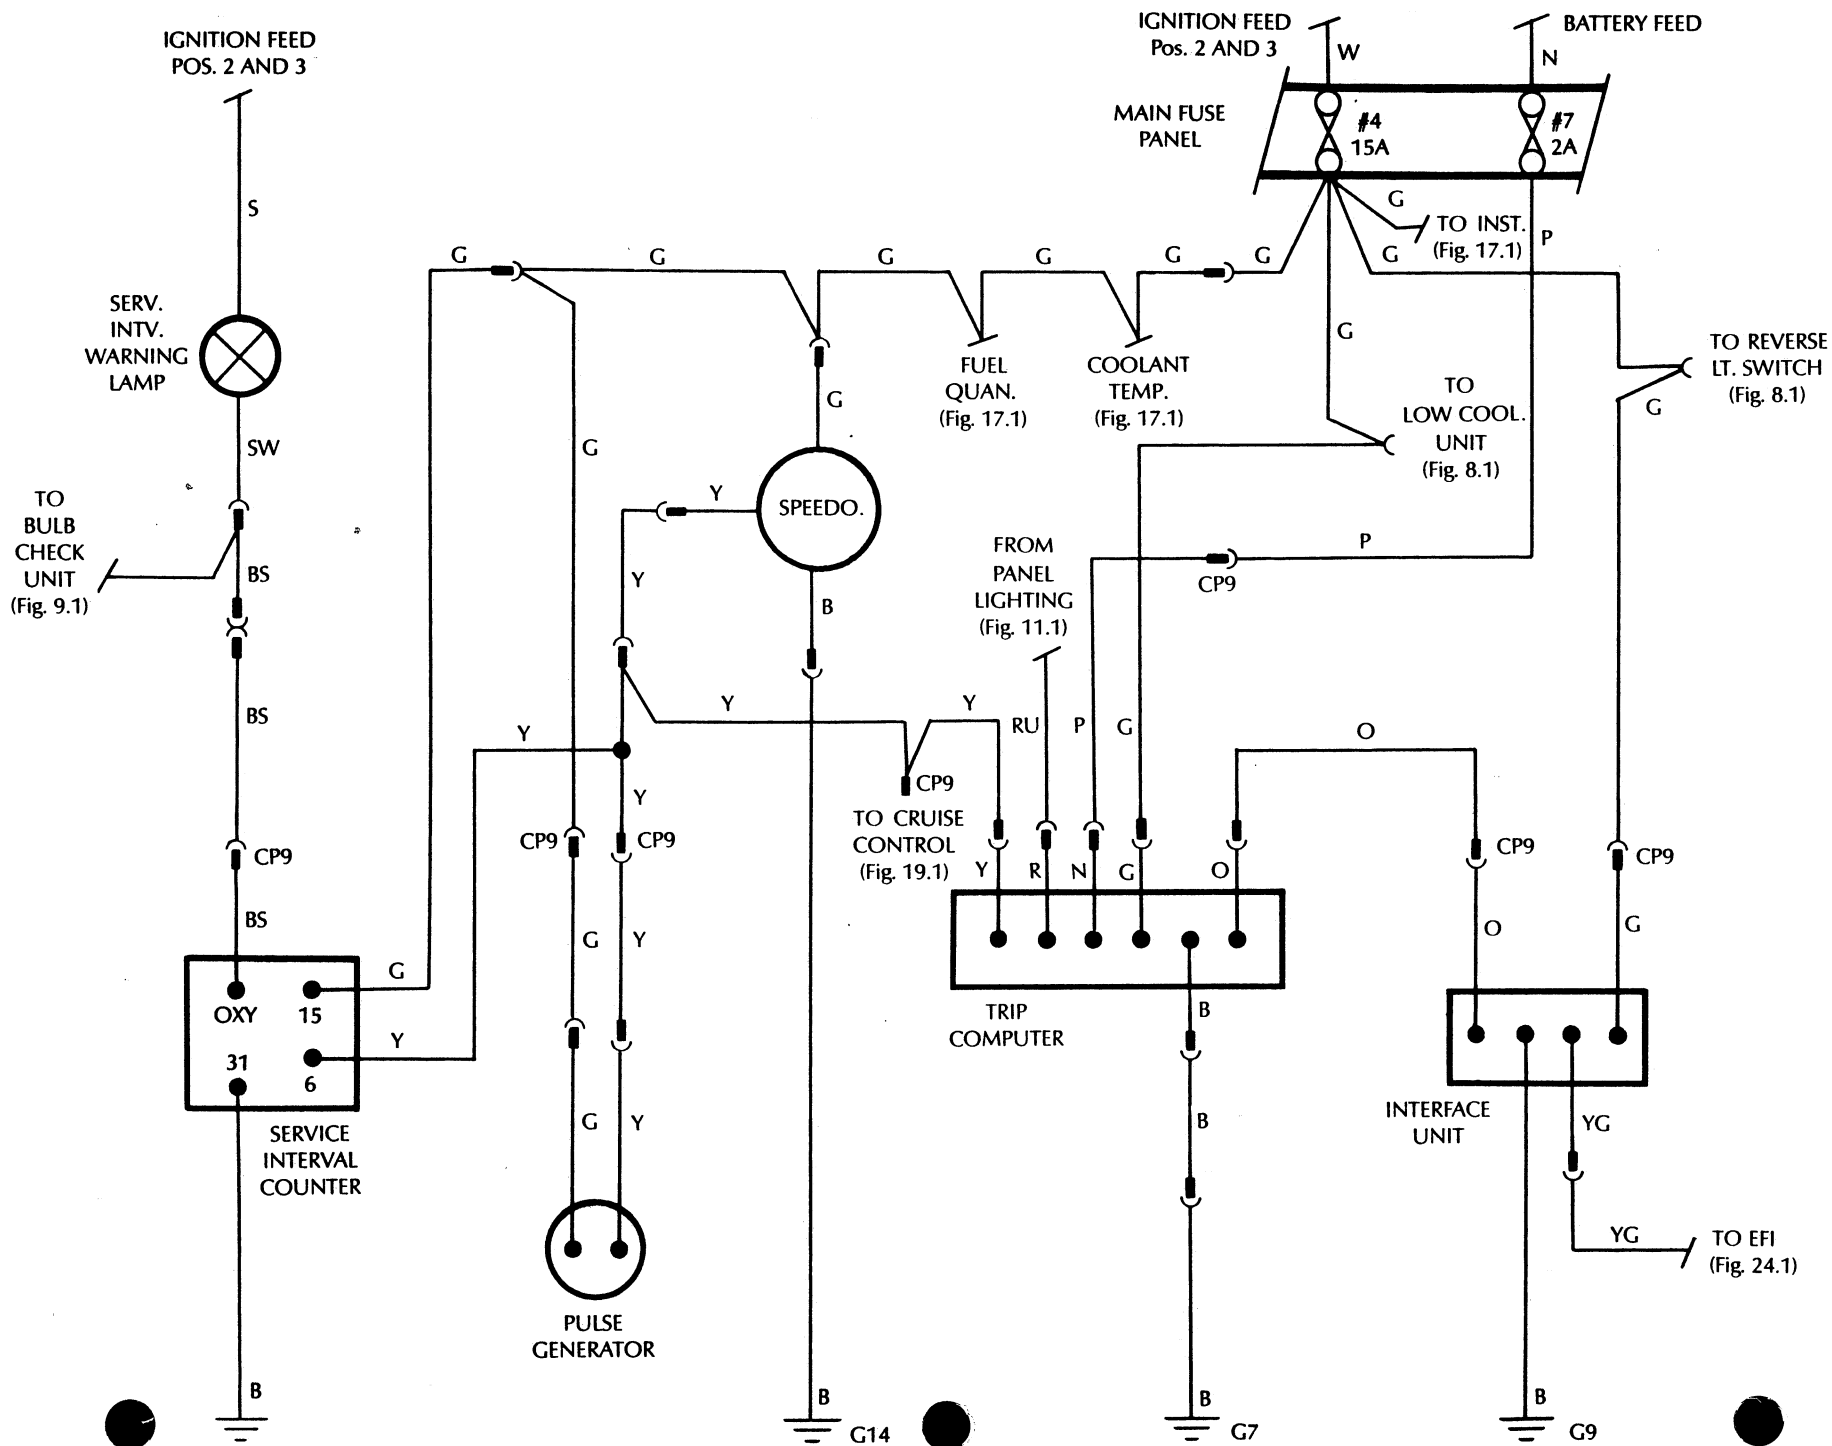 IGNITION FEED
POS. 2 AND 3
IGNITION FEED
Pos. 2 AND 3
W
BATTERY FEED
N
MAIN FUSE
PANEL
#4
15A
#7
2A
S
G
TO INST.
(Fig. 17.1)
P
G
G
G
G
G
G
G
SERV.
INTV.
WARNING
LAMP
G
FUEL
QUAN.
(Fig. 17.1)
COOLANT
TEMP.
(Fig. 17.1)
TO
LOW COOL.
UNIT
(Fig. 8.1)
TO REVERSE
LT. SWITCH
(Fig. 8.1)
G
G
SW
G
TO
BULB
CHECK
UNIT
(Fig. 9.1)
Y
SPEEDO.
BS
Y
B
FROM
PANEL
LIGHTING
(Fig. 11.1)
P
CP9
BS
Y
Y
Y
RU
P
G
O
Y
CP9
CP9
CP9
CP9
TO CRUISE
CONTROL
(Fig. 19.1)
CP9
CP9
Y
R
N
G
O
BS
G
Y
O
G
G
OXY
15
31
6
Y
SERVICE
INTERVAL
COUNTER
TRIP
COMPUTER
B
G
Y
B
INTERFACE
UNIT
YG
YG
TO EFI
(Fig. 24.1)
PULSE
GENERATOR
B
B
G14
B
G7
B
G9